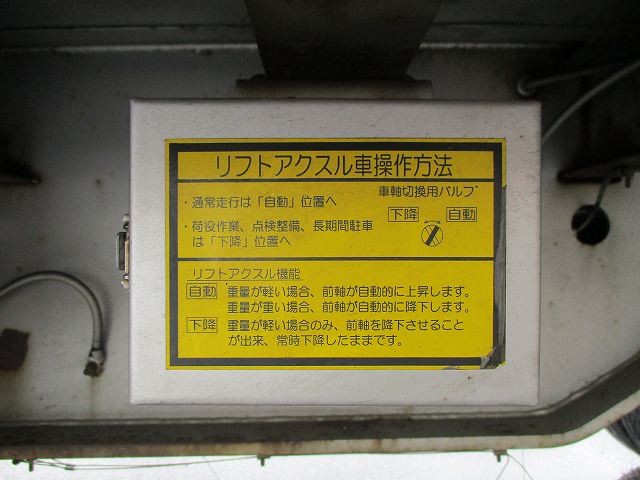 リフトアクスル車操作方法
車軸切換用バルブ
・通常走行は「自動」位置へ
下降 自動
・荷役作業、点検整備、長期間駐車
は「下降」位置へ
リフトアクスル機能
自動 重量が軽い場合、前軸が自動的に上昇します。
重量が重い場合、前軸が自動的に降下します。
下降 重量が軽い場合のみ、前軸を降下させること
が出来、常時下降したままです。